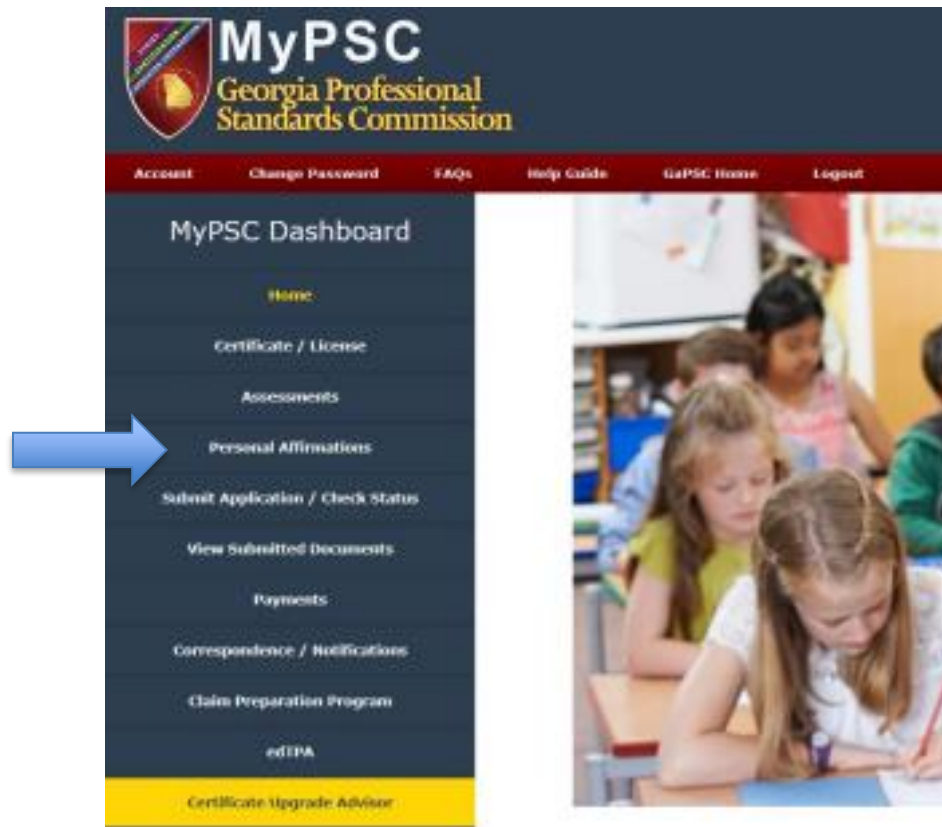 MyPSC
Georgia Professional
Standards Commission
Account Change Password FAQs Help Guide GaPSC Home Logout
MyPSC Dashboard
Home
Certificate / License
Assessments
Personal Affirmations
Submit Application / Check Status
View Submitted Documents
Payments
Correspondence / Notifications
Claim Preparation Program
edTPA
Certificate Upgrade Advisor